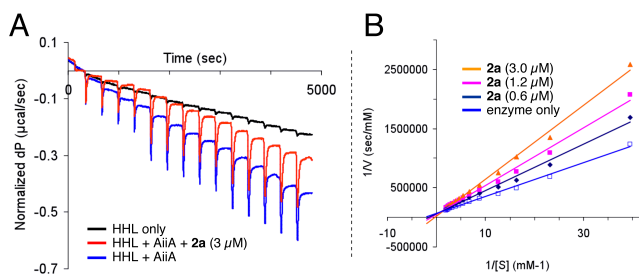 A
Time (sec)
5000
0.1
-0.1
-0.3
-0.5
-0.7
Normalized dP (µcal/sec)
HHL only
HHL + AiiA + 2a (3 µM)
HHL + AiiA
B
2a (3.0 µM)
2a (1.2 µM)
2a (0.6 µM)
enzyme only
2500000
1500000
500000
-500000
1/V (sec/mM)
-10
10
20
30
40
1/[S] (mM-1)